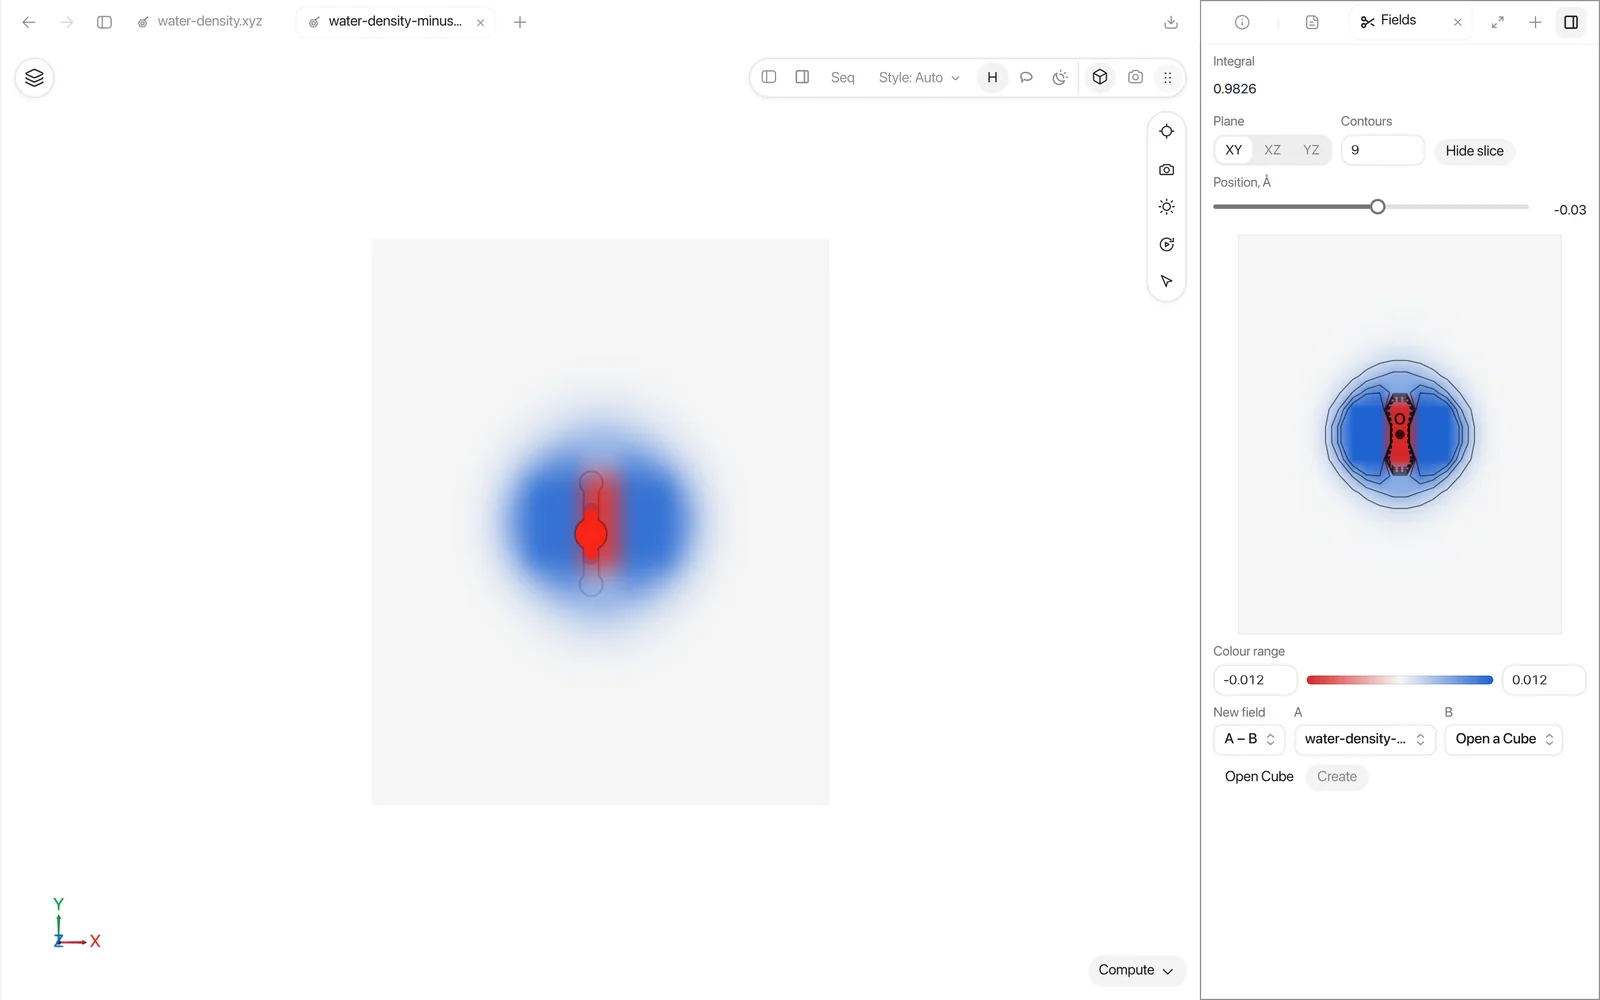 water-density.xyz
water-density-minus...
Fields
Seq
Style: Auto
H
Integral
0.9826
Plane
Contours
XY
XZ
YZ
9
Hide slice
Position, Å
-0.03
O
Colour range
-0.012
0.012
New field
A
B
A – B
water-density-...
Open a Cube
Open Cube
Create
Y
Z
X
Compute